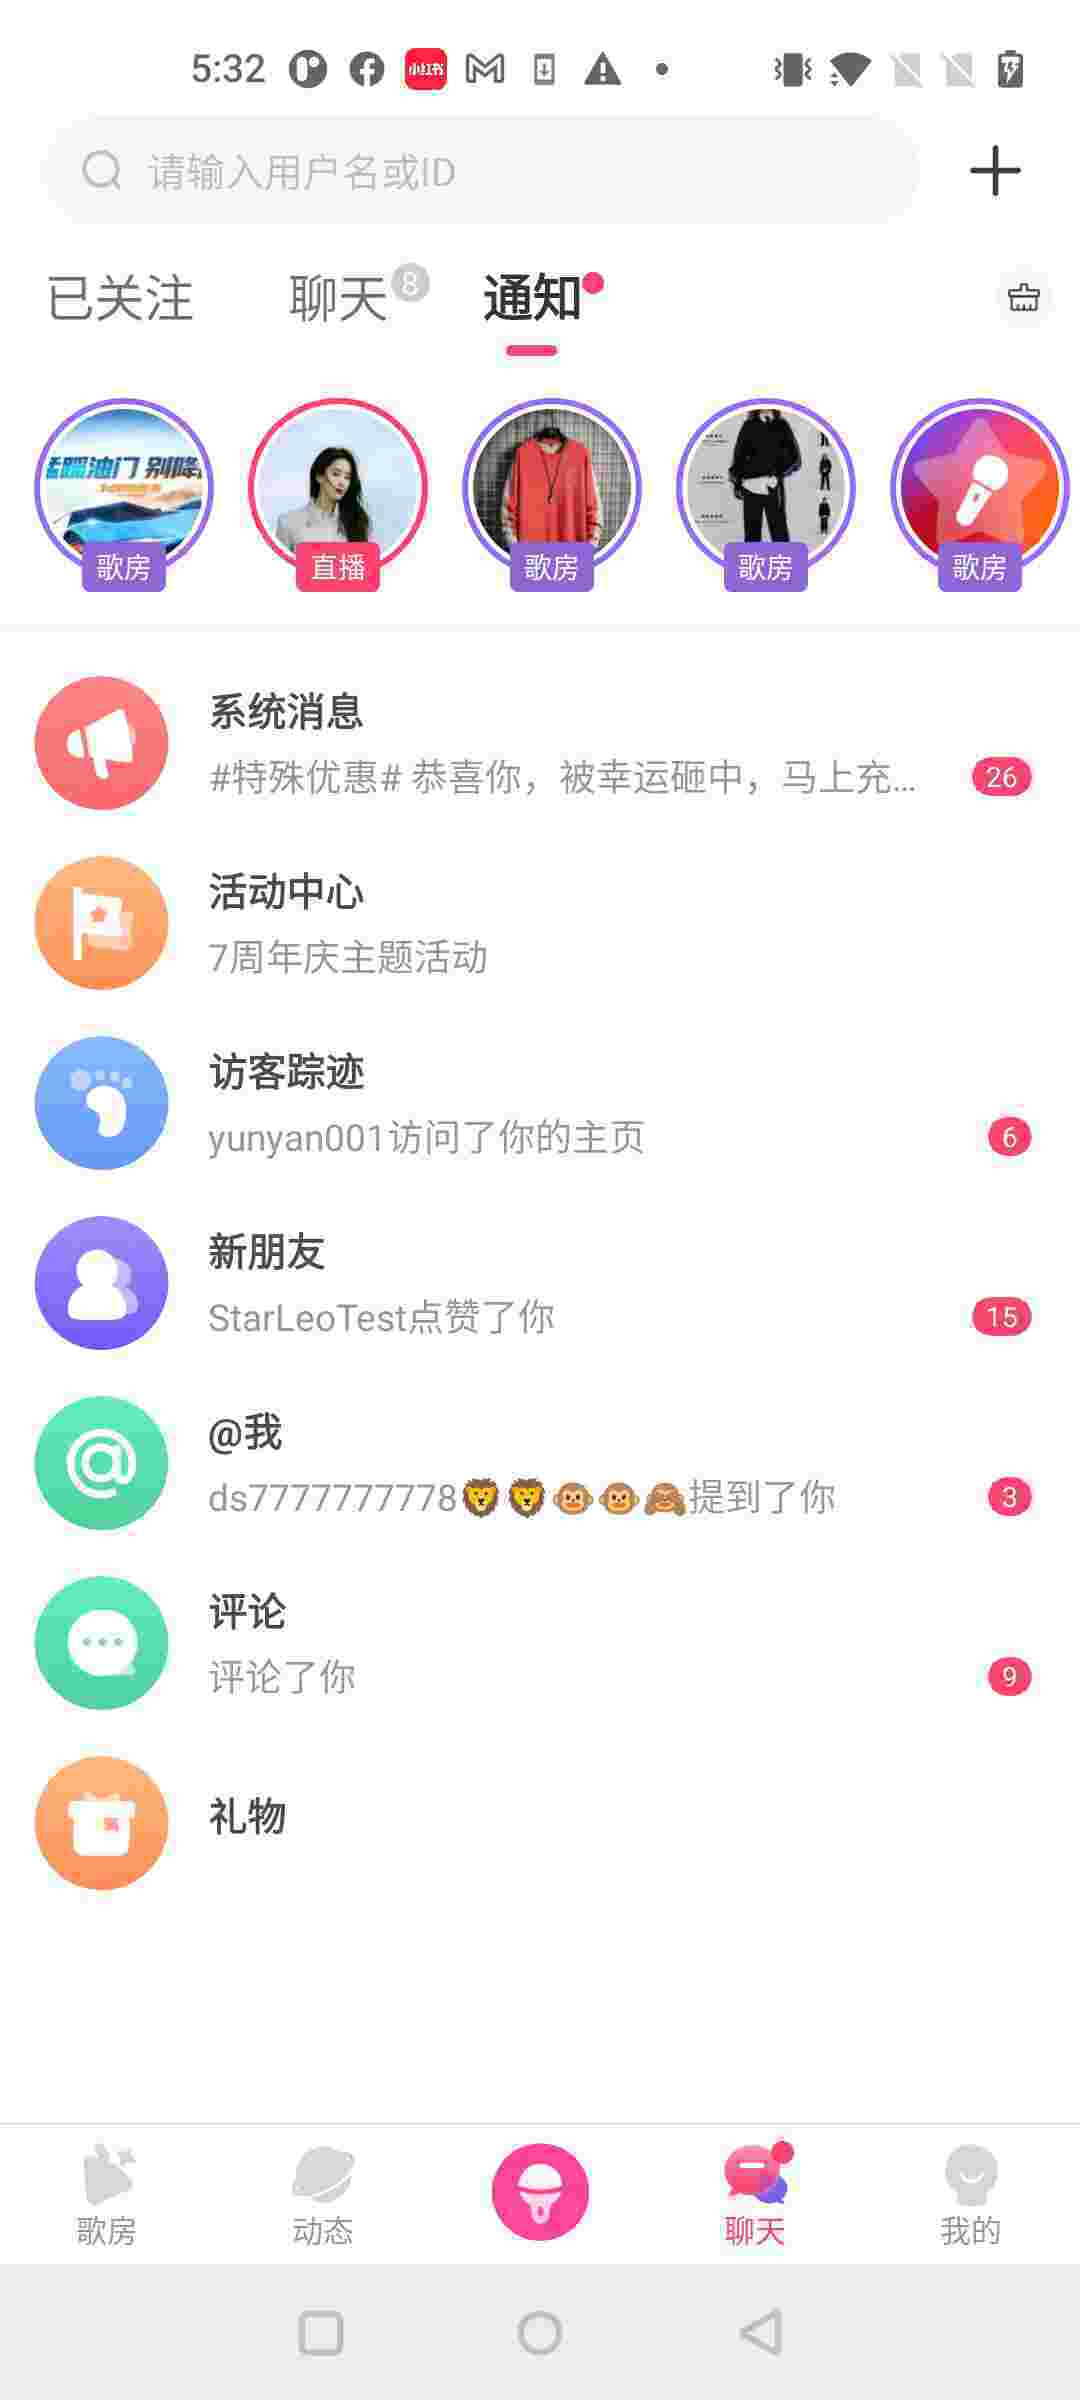 5:32
小红书
请输入用户名或ID
已关注
聊天
8
通知
踩油门 别降
歌房
直播
歌房
歌房
歌房
系统消息
#特殊优惠# 恭喜你，被幸运砸中，马上充...
26
活动中心
7周年庆主题活动
访客踪迹
yunyan001访问了你的主页
6
新朋友
StarLeoTest点赞了你
15
@我
ds7777777778🦁🦁🐵🐵🙈提到了你
3
评论
评论了你
9
礼物
歌房
动态
聊天
我的